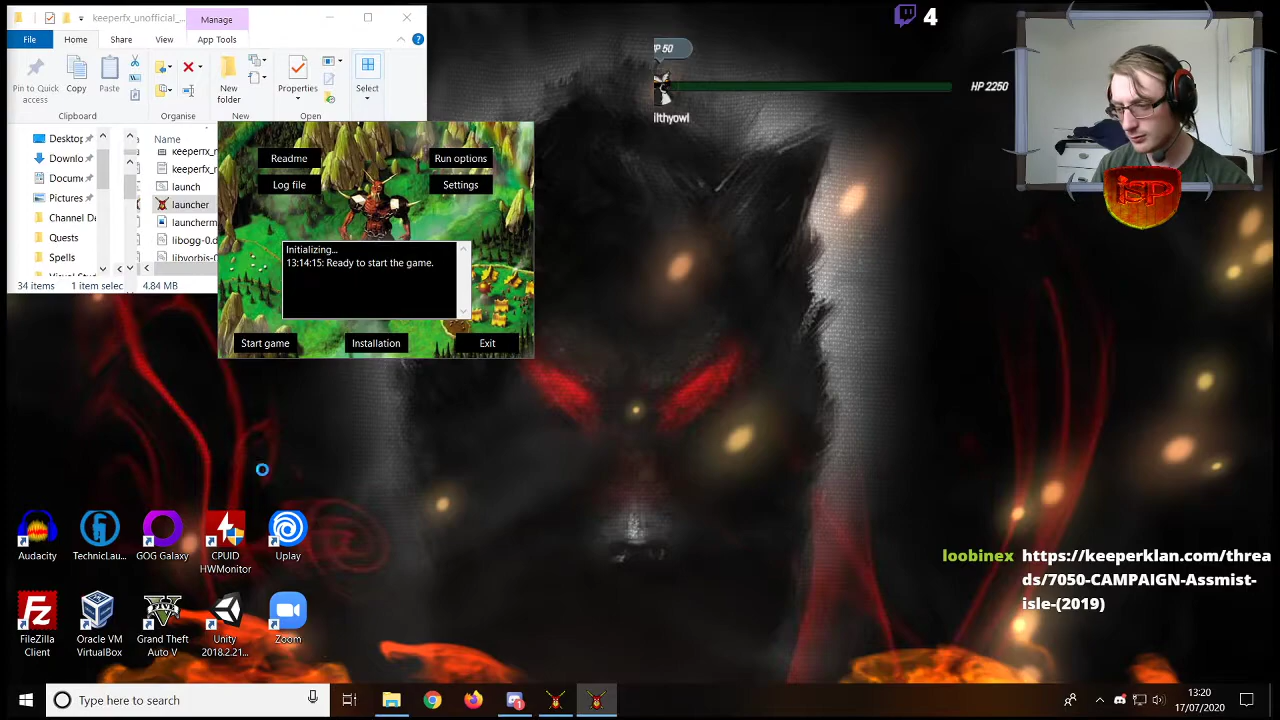 keeperfx_unofficial_...
Manage
File
Home
Share
View
App Tools
Pin to Quick
access
Copy
Paste
New
folder
Properties
Select
Clipboard
Organise
New
Open
Desktop
Downlo
Docume
Pictures
Channel De
Quests
Spells
Name
keeperfx_
keeperfx_r
launch
launcher
launcherm
libogg-0.d
libvorbis-0
34 items
1 item selec
4.84 MB
Readme
Run options
Log file
Settings
Initializing...
13:14:15: Ready to start the game.
Start game
Installation
Exit
4
HP 50
HP 2250
ilthyowl
iSP
Audacity
TechnicLau...
GOG Galaxy
CPUID
HWMonitor
Uplay
FileZilla
Client
Oracle VM
VirtualBox
Grand Theft
Auto V
Unity
2018.2.21...
Zoom
loobinex https://keeperklan.com/threa
ds/7050-CAMPAIGN-Assmist-
isle-(2019)
Type here to search
13:20
17/07/2020